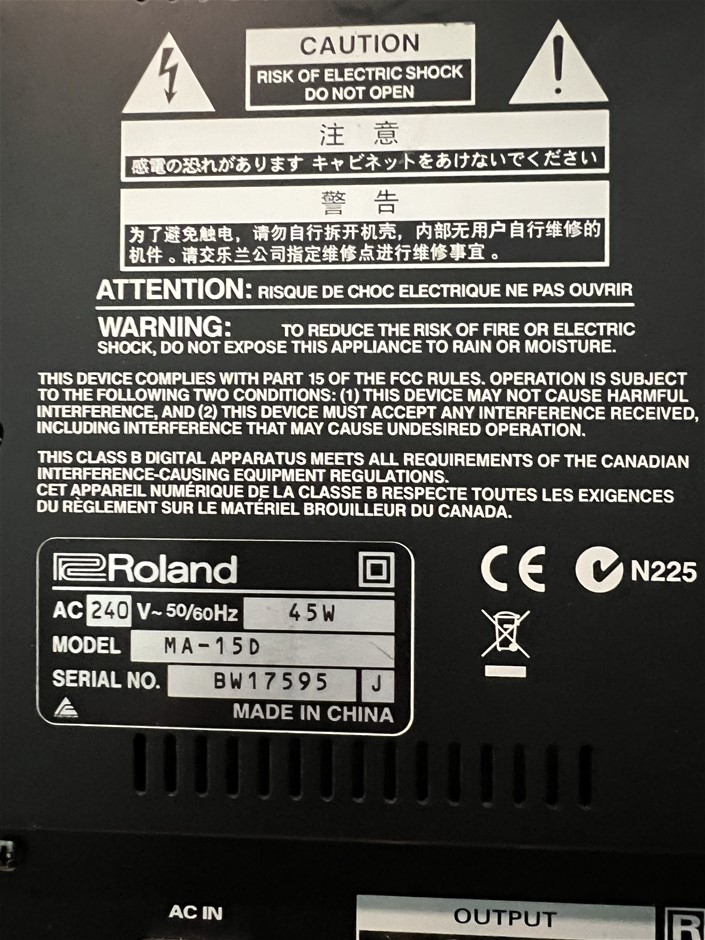 CAUTION
RISK OF ELECTRIC SHOCK
DO NOT OPEN
注 意
感電の恐れがあります キャビネットをあけないでください
警 告
为了避免触电，请勿自行拆开机壳，内部无用户自行维修的
机件。请交乐兰公司指定维修点进行维修事宜。
ATTENTION: RISQUE DE CHOC ELECTRIQUE NE PAS OUVRIR
WARNING: TO REDUCE THE RISK OF FIRE OR ELECTRIC
SHOCK, DO NOT EXPOSE THIS APPLIANCE TO RAIN OR MOISTURE.
THIS DEVICE COMPLIES WITH PART 15 OF THE FCC RULES. OPERATION IS SUBJECT
TO THE FOLLOWING TWO CONDITIONS: (1) THIS DEVICE MAY NOT CAUSE HARMFUL
INTERFERENCE, AND (2) THIS DEVICE MUST ACCEPT ANY INTERFERENCE RECEIVED,
INCLUDING INTERFERENCE THAT MAY CAUSE UNDESIRED OPERATION.
THIS CLASS B DIGITAL APPARATUS MEETS ALL REQUIREMENTS OF THE CANADIAN
INTERFERENCE-CAUSING EQUIPMENT REGULATIONS.
CET APPAREIL NUMÉRIQUE DE LA CLASSE B RESPECTE TOUTES LES EXIGENCES
DU RÈGLEMENT SUR LE MATÉRIEL BROUILLEUR DU CANADA.
Roland
CE N225
AC 240 V~ 50/60Hz 45W
MODEL MA-15D
SERIAL NO. BW17595 J
MADE IN CHINA
AC IN
OUTPUT
R